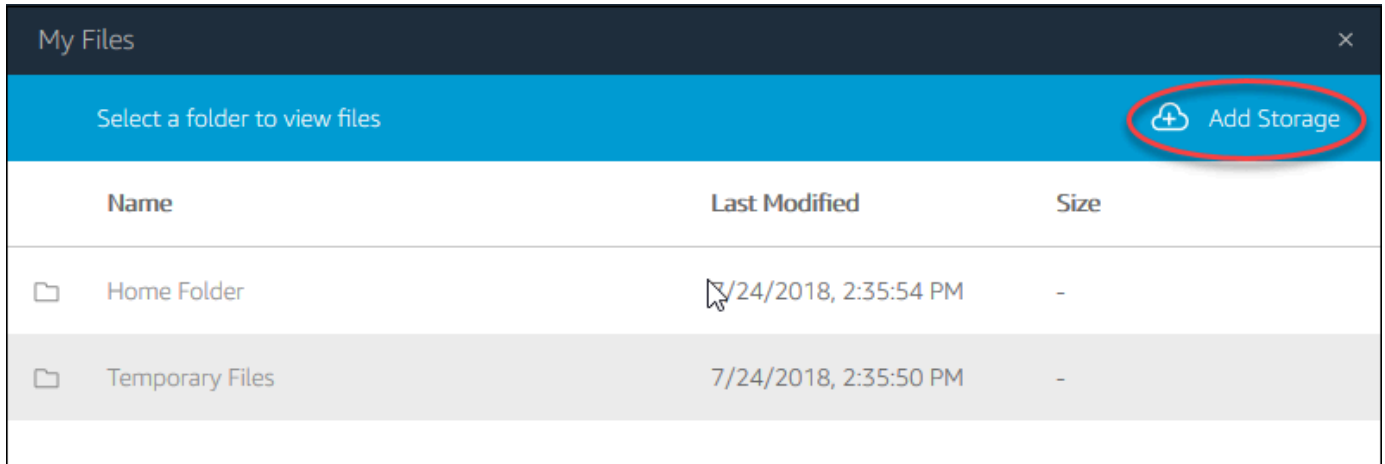 My Files ×
Select a folder to view files Add Storage
Name Last Modified Size
Home Folder 7/24/2018, 2:35:54 PM -
Temporary Files 7/24/2018, 2:35:50 PM -